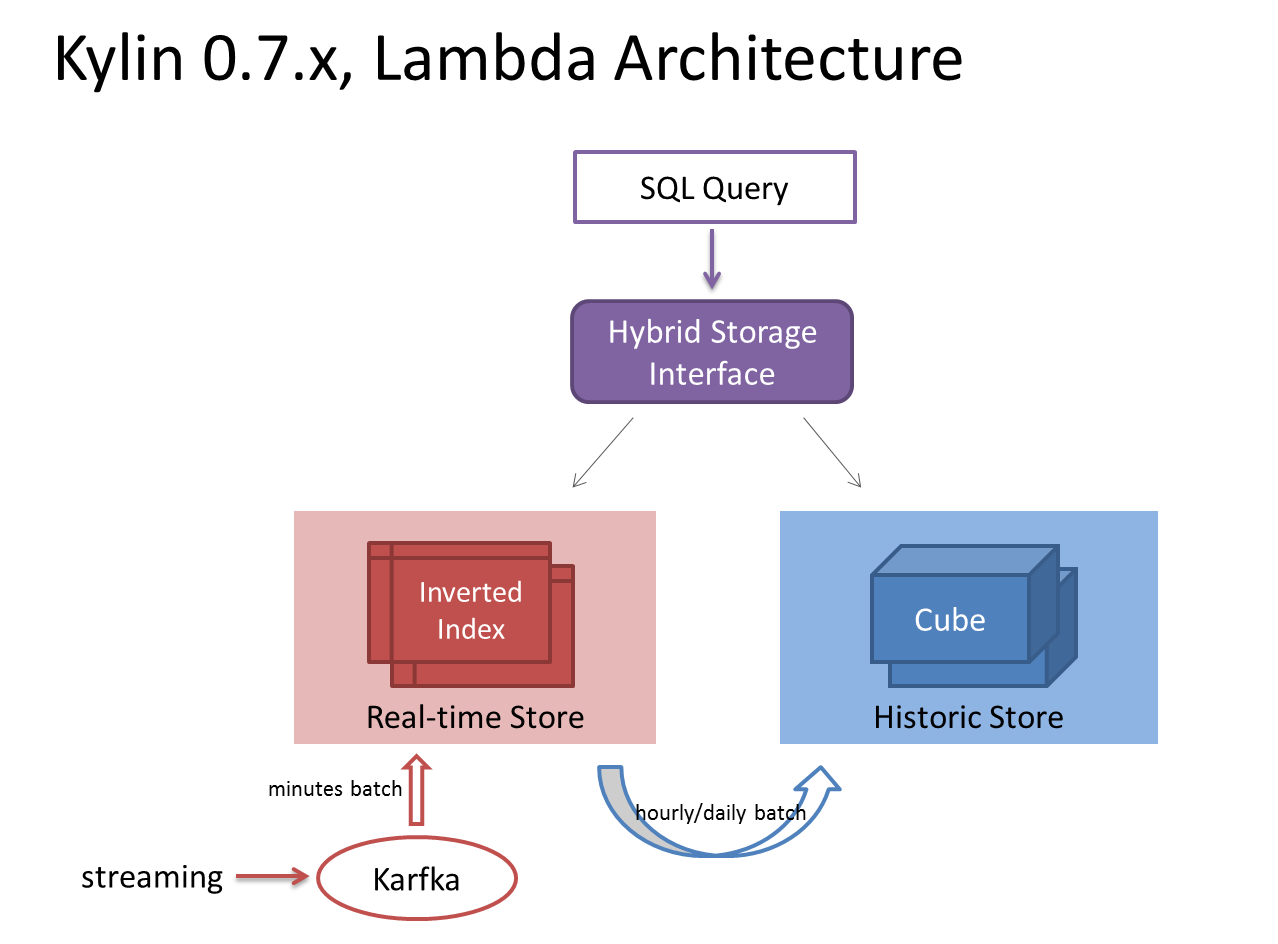 Kylin 0.7.x, Lambda Architecture
SQL Query
Hybrid Storage
Interface
Inverted
Index
Real-time Store
Cube
Historic Store
minutes batch
hourly/daily batch
streaming
Karfka